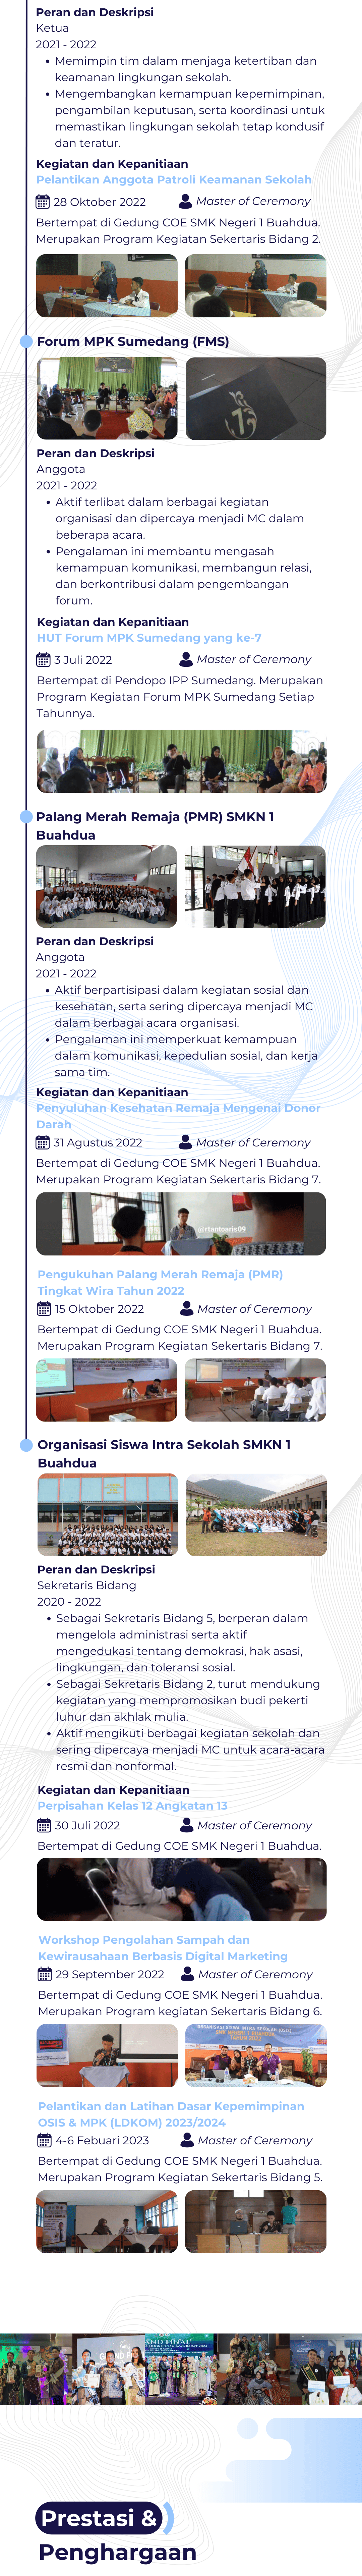 Peran dan Deskripsi
Ketua
2021 - 2022
• Memimpin tim dalam menjaga ketertiban dan
keamanan lingkungan sekolah.
• Mengembangkan kemampuan kepemimpinan,
pengambilan keputusan, serta koordinasi untuk
memastikan lingkungan sekolah tetap kondusif
dan teratur.
Kegiatan dan Kepanitiaan
Pelantikan Anggota Patroli Keamanan Sekolah
28 Oktober 2022 Master of Ceremony
Bertempat di Gedung COE SMK Negeri 1 Buahdua.
Merupakan Program Kegiatan Sekertaris Bidang 2.
Forum MPK Sumedang (FMS)
Peran dan Deskripsi
Anggota
2021 - 2022
• Aktif terlibat dalam berbagai kegiatan
organisasi dan dipercaya menjadi MC dalam
beberapa acara.
• Pengalaman ini membantu mengasah
kemampuan komunikasi, membangun relasi,
dan berkontribusi dalam pengembangan
forum.
Kegiatan dan Kepanitiaan
HUT Forum MPK Sumedang yang ke-7
3 Juli 2022 Master of Ceremony
Bertempat di Pendopo IPP Sumedang. Merupakan
Program Kegiatan Forum MPK Sumedang Setiap
Tahunnya.
Palang Merah Remaja (PMR) SMKN 1
Buahdua
Peran dan Deskripsi
Anggota
2021 - 2022
• Aktif berpartisipasi dalam kegiatan sosial dan
kesehatan, serta sering dipercaya menjadi MC
dalam berbagai acara organisasi.
• Pengalaman ini memperkuat kemampuan
dalam komunikasi, kepedulian sosial, dan kerja
sama tim.
Kegiatan dan Kepanitiaan
Penyuluhan Kesehatan Remaja Mengenai Donor
Darah
31 Agustus 2022 Master of Ceremony
Bertempat di Gedung COE SMK Negeri 1 Buahdua.
Merupakan Program Kegiatan Sekertaris Bidang 7.
@rtantoaris09
Pengukuhan Palang Merah Remaja (PMR)
Tingkat Wira Tahun 2022
15 Oktober 2022 Master of Ceremony
Bertempat di Gedung COE SMK Negeri 1 Buahdua.
Merupakan Program Kegiatan Sekertaris Bidang 7.
Organisasi Siswa Intra Sekolah SMKN 1
Buahdua
Peran dan Deskripsi
Sekretaris Bidang
2020 - 2022
• Sebagai Sekretaris Bidang 5, berperan dalam
mengelola administrasi serta aktif
mengedukasi tentang demokrasi, hak asasi,
lingkungan, dan toleransi sosial.
• Sebagai Sekretaris Bidang 2, turut mendukung
kegiatan yang mempromosikan budi pekerti
luhur dan akhlak mulia.
• Aktif mengikuti berbagai kegiatan sekolah dan
sering dipercaya menjadi MC untuk acara-acara
resmi dan nonformal.
Kegiatan dan Kepanitiaan
Perpisahan Kelas 12 Angkatan 13
30 Juli 2022 Master of Ceremony
Bertempat di Gedung COE SMK Negeri 1 Buahdua.
Workshop Pengolahan Sampah dan
Kewirausahaan Berbasis Digital Marketing
29 September 2022 Master of Ceremony
Bertempat di Gedung COE SMK Negeri 1 Buahdua.
Merupakan Program kegiatan Sekertaris Bidang 6.
Pelantikan dan Latihan Dasar Kepemimpinan
OSIS & MPK (LDKOM) 2023/2024
4-6 Febuari 2023 Master of Ceremony
Bertempat di Gedung COE SMK Negeri 1 Buahdua.
Merupakan Program Kegiatan Sekertaris Bidang 5.
Prestasi &
Penghargaan